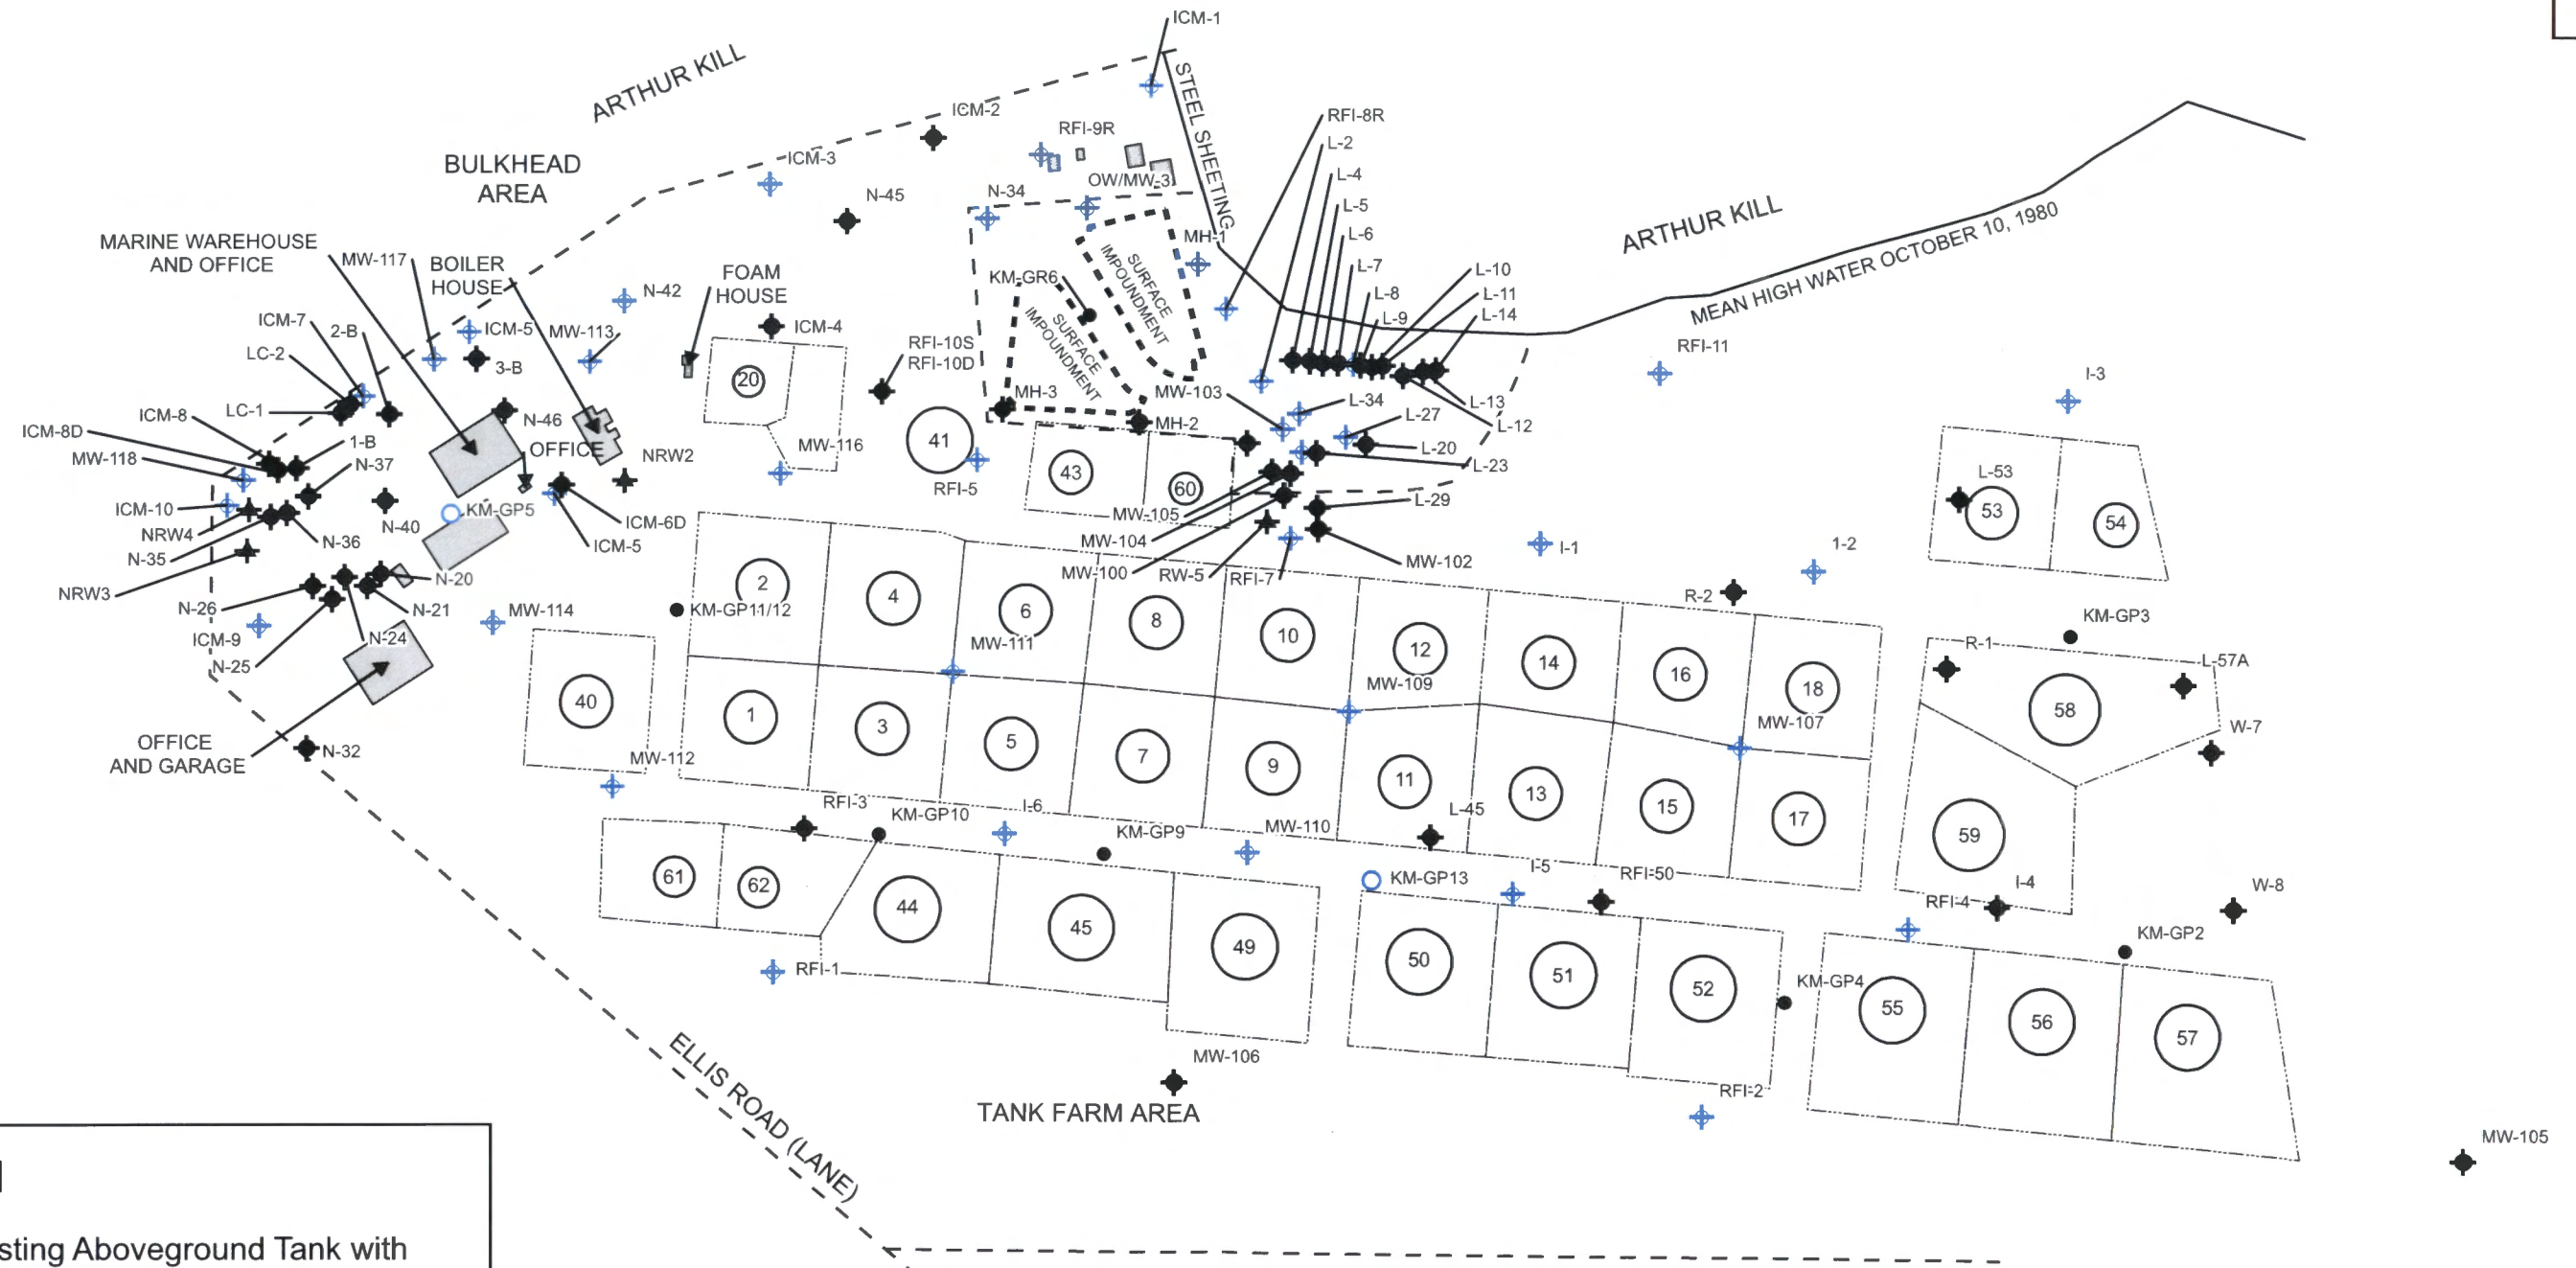 ICM-1
ARTHUR KILL
STEEL SHEETING
ICM-2
RFI-9R
RFI-8R
BULKHEAD
AREA
ICM-3
L-2
OW/MW-3
L-4
N-45
N-34
L-5
ARTHUR KILL
MEAN HIGH WATER OCTOBER 10, 1980
L-6
MH-1
MARINE WAREHOUSE
AND OFFICE
MW-117
BOILER
HOUSE
FOAM
HOUSE
KM-GR6
SURFACE
IMPOUNDMENT
L-7
L-10
N-42
L-8
L-11
ICM-7
2-B
ICM-5
MW-113
ICM-4
SURFACE
IMPOUNDMENT
L-9
L-14
LC-2
RFI-10S
RFI-10D
RFI-11
3-B
20
MW-103
I-3
MH-3
L-34
L-13
LC-1
ICM-8
N-46
MH-2
L-27
L-12
ICM-8D
1-B
OFFICE
MW-116
41
L-20
MW-118
N-37
NRW2
43
60
L-23
L-53
RFI-5
ICM-10
KM-GP5
L-29
53
54
NRW4
N-40
ICM-6D
MW-105
N-35
N-36
ICM-5
MW-104
I-1
1-2
NRW3
N-20
MW-100
RW-5
RFI-7
MW-102
N-26
N-21
MW-114
KM-GP11/12
2
4
6
8
10
12
14
16
18
R-2
KM-GP3
ICM-9
N-24
MW-111
R-1
N-25
L-57A
MW-109
40
1
3
5
7
9
11
13
15
17
MW-107
58
W-7
OFFICE
AND GARAGE
N-32
MW-112
RFI-3
KM-GP10
I-6
KM-GP9
MW-110
L-45
59
61
62
44
45
49
KM-GP13
I-5
RFI-50
RFI-4
I-4
W-8
50
51
52
KM-GP2
RFI-1
KM-GP4
55
56
57
ELLIS ROAD (LANE)
MW-106
RFI-2
TANK FARM AREA
MW-105
sting Aboveground Tank with